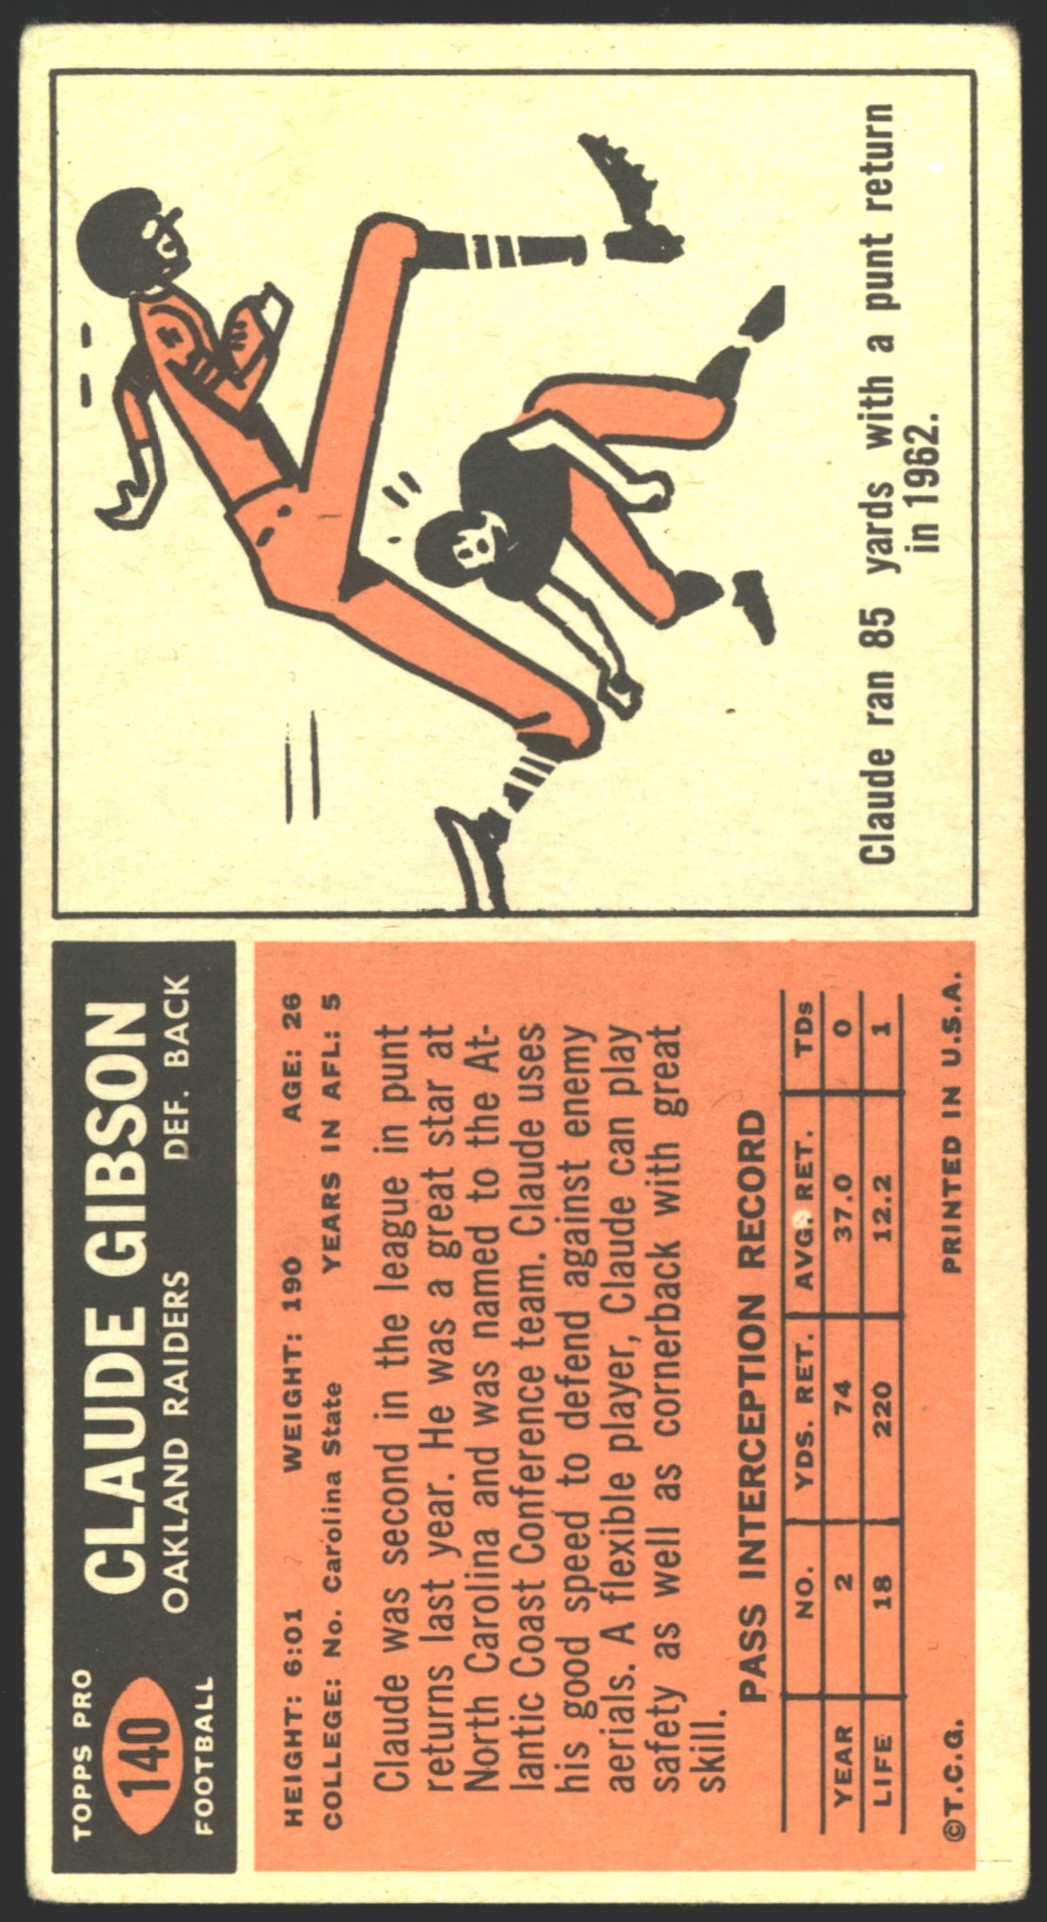 TOPPS PRO
140
FOOTBALL
CLAUDE GIBSON
OAKLAND RAIDERS DEF. BACK
HEIGHT: 6:01 WEIGHT: 190 AGE: 26
COLLEGE: No. Carolina State YEARS IN AFL: 5
Claude was second in the league in punt
returns last year. He was a great star at
North Carolina and was named to the At-
lantic Coast Conference team. Claude uses
his good speed to defend against enemy
aerials. A flexible player, Claude can play
safety as well as cornerback with great
skill.
PASS INTERCEPTION RECORD
NO. YDS. RET. AVG. RET. TDs
YEAR 2 74 37.0 0
LIFE 18 220 12.2 1
©T.C.G. PRINTED IN U.S.A.
Claude ran 85 yards with a punt return
in 1962.